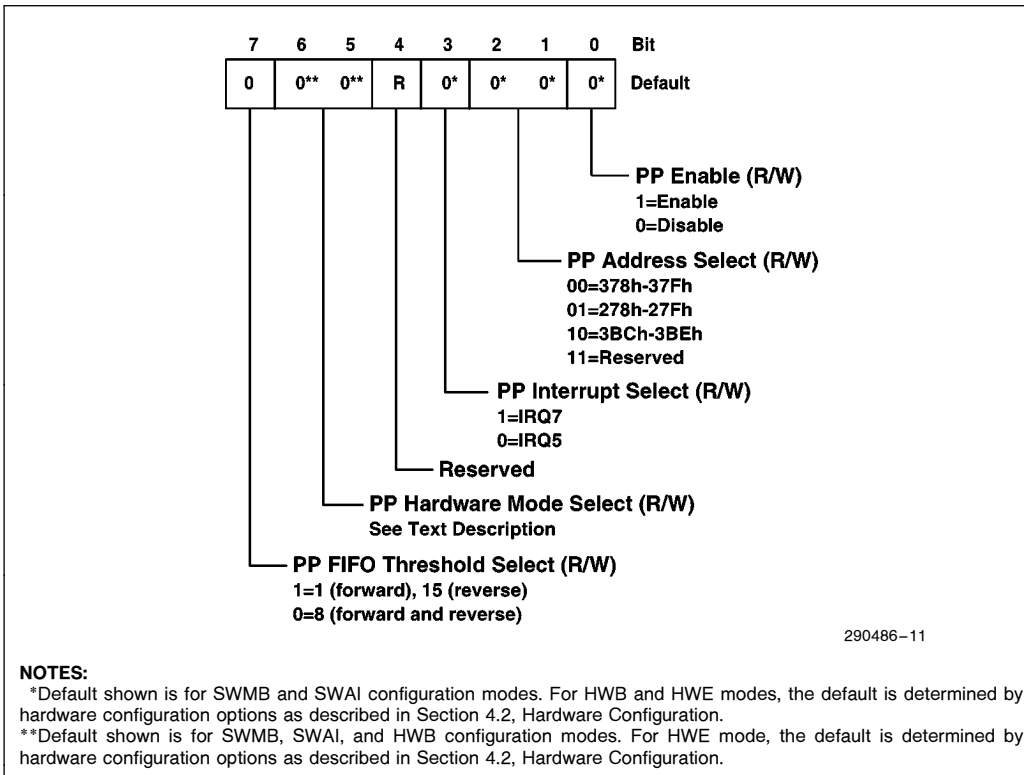 7 6 5 4 3 2 1 0 Bit
0 0** 0** R 0* 0* 0* 0* Default
PP Enable (R/W)
1=Enable
0=Disable
PP Address Select (R/W)
00=378h-37Fh
01=278h-27Fh
10=3BCh-3BEh
11=Reserved
PP Interrupt Select (R/W)
1=IRQ7
0=IRQ5
Reserved
PP Hardware Mode Select (R/W)
See Text Description
PP FIFO Threshold Select (R/W)
1=1 (forward), 15 (reverse)
0=8 (forward and reverse)
290486–11
NOTES:
*Default shown is for SWMB and SWAI configuration modes. For HWB and HWE modes, the default is determined by
hardware configuration options as described in Section 4.2, Hardware Configuration.
**Default shown is for SWMB, SWAI, and HWB configuration modes. For HWE mode, the default is determined by
hardware configuration options as described in Section 4.2, Hardware Configuration.